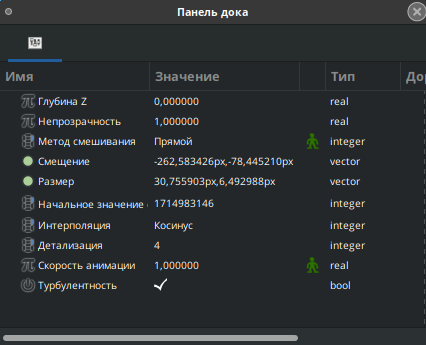 Панель дока
Имя Значение Тип Дор
Глубина Z 0,000000 real
Непрозрачность 1,000000 real
Метод смешивания Прямой integer
Смещение -262,583426px,-78,445210px vector
Размер 30,755903px,6,492988px vector
Начальное значение 1714983146 integer
Интерполяция Косинус integer
Детализация 4 integer
Скорость анимации 1,000000 real
Турбулентность bool